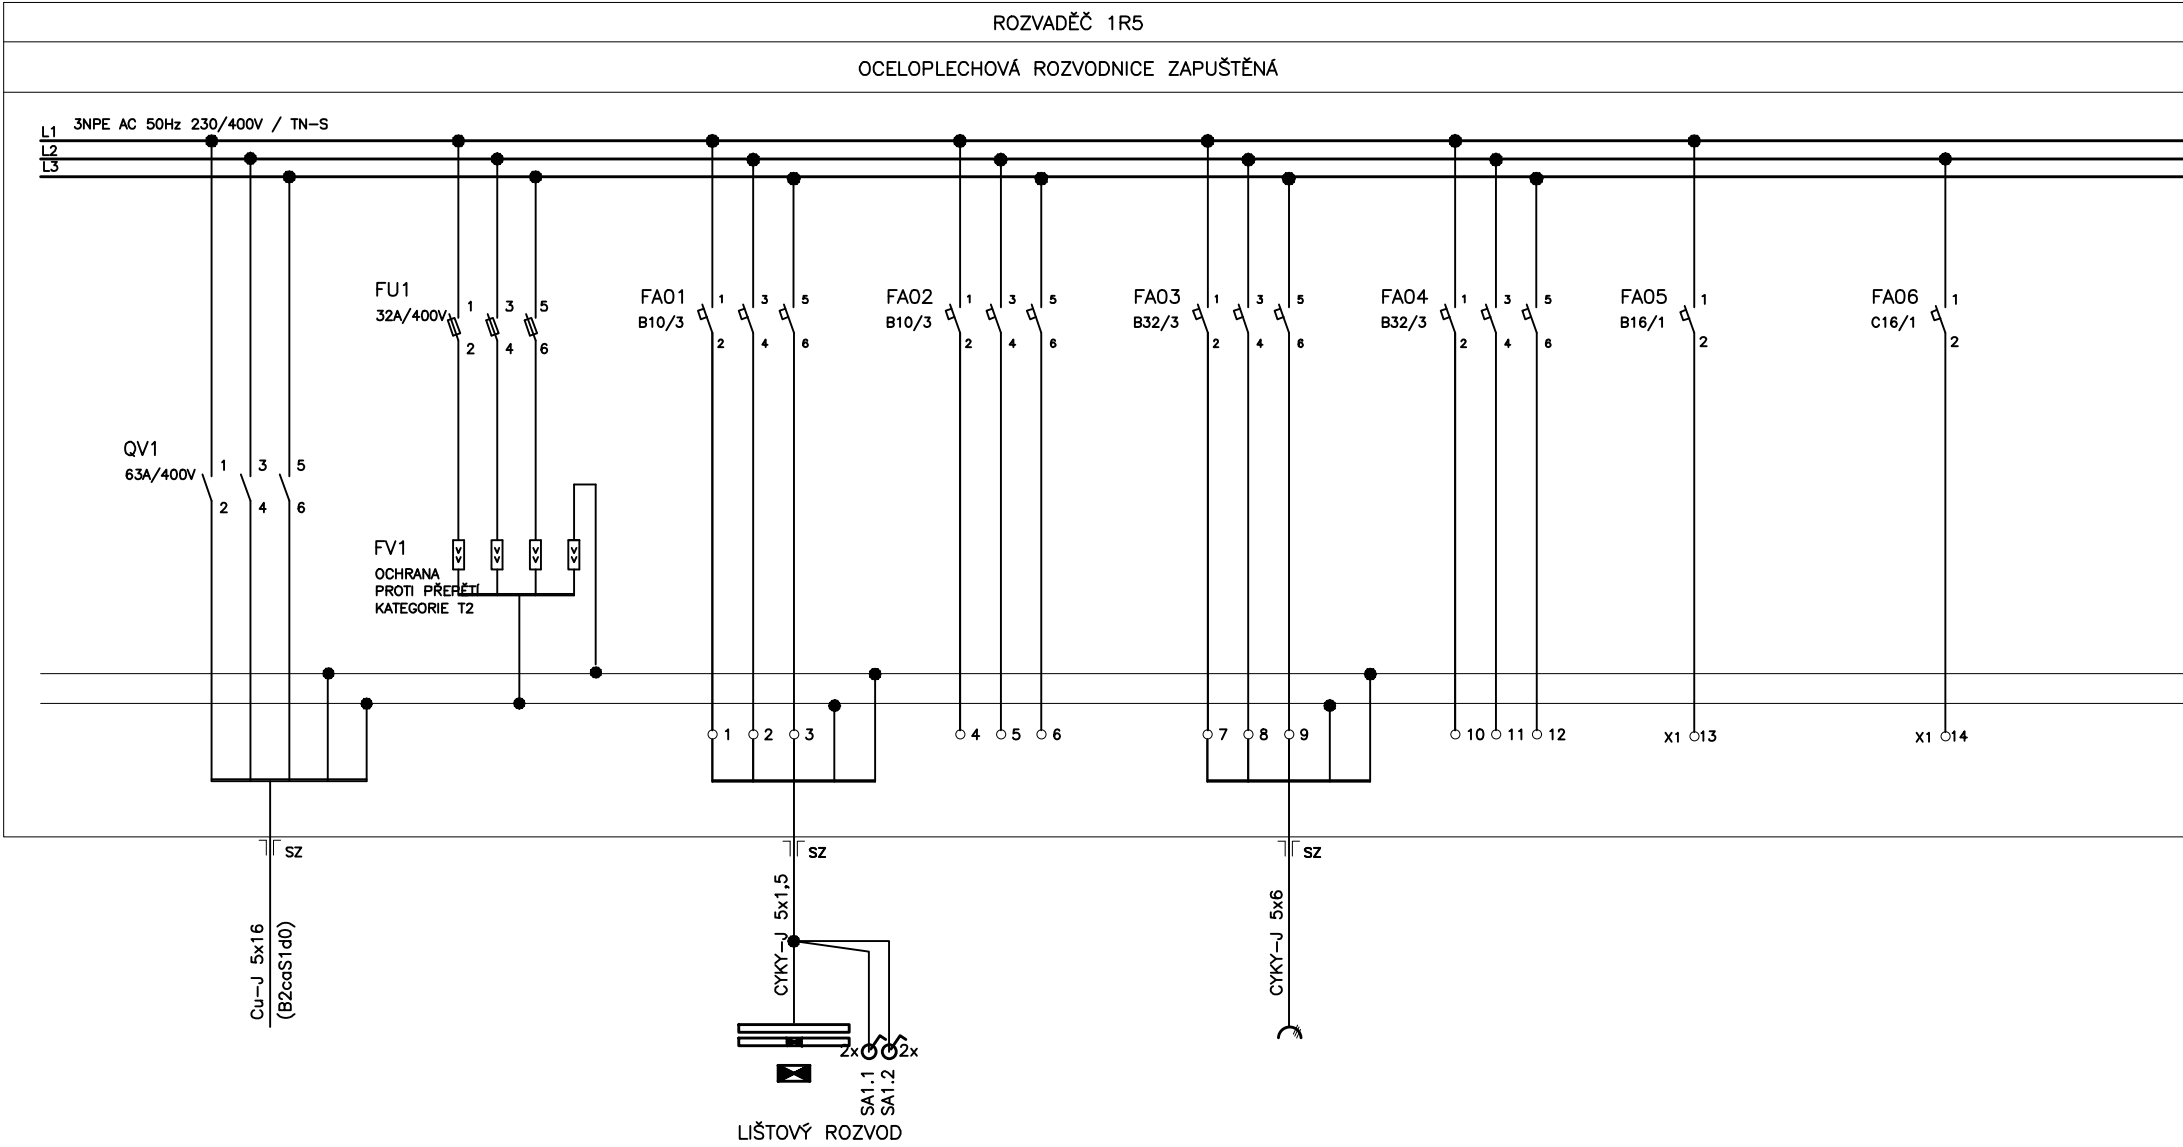 ROZVADĚČ 1R5
OCELOPLECHOVÁ ROZVODNICE ZAPUŠTĚNÁ
3NPE AC 50Hz 230/400V / TN-S
L1
L2
L3
FU1
32A/400V
1 3 5
2 4 6
FA01
B10/3
1 3 5
2 4 6
FA02
B10/3
1 3 5
2 4 6
FA03
B32/3
1 3 5
2 4 6
FA04
B32/3
1 3 5
2 4 6
FA05
B16/1
1
2
FA06
C16/1
1
2
QV1
63A/400V
1 3 5
2 4 6
FV1
OCHRANA
PROTI PŘEPĚTÍ
KATEGORIE T2
1 2 3
4 5 6
7 8 9
10 11 12
X1 13
X1 14
SZ
SZ
SZ
Cu-J 5x16
(B2caS1d0)
CYKY-J 5x1,5
CYKY-J 5x6
2x 2x
SA1.1
SA1.2
LIŠTOVÝ ROZVOD